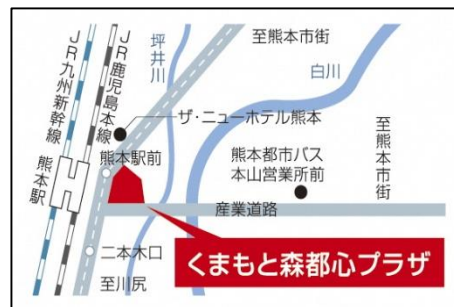 至熊本市街
坪井川
白川
JR鹿児島本線
JR九州新幹線
ザ・ニューホテル熊本
至熊本市街
熊本駅前
熊本都市バス
本山営業所前
熊本駅
産業道路
二本木口
至川尻
くまもと森都心プラザ